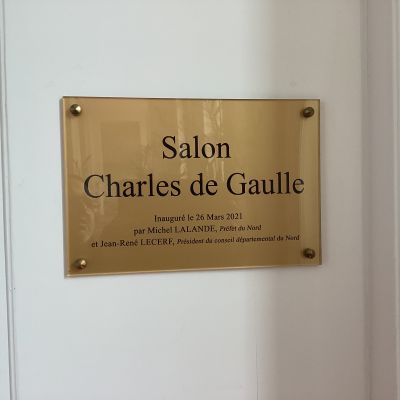 Salon
Charles de Gaulle
Inauguré le 26 Mars 2021
par Michel LALANDE, Préfet du Nord
et Jean-René LECERF, Président du conseil départemental du Nord